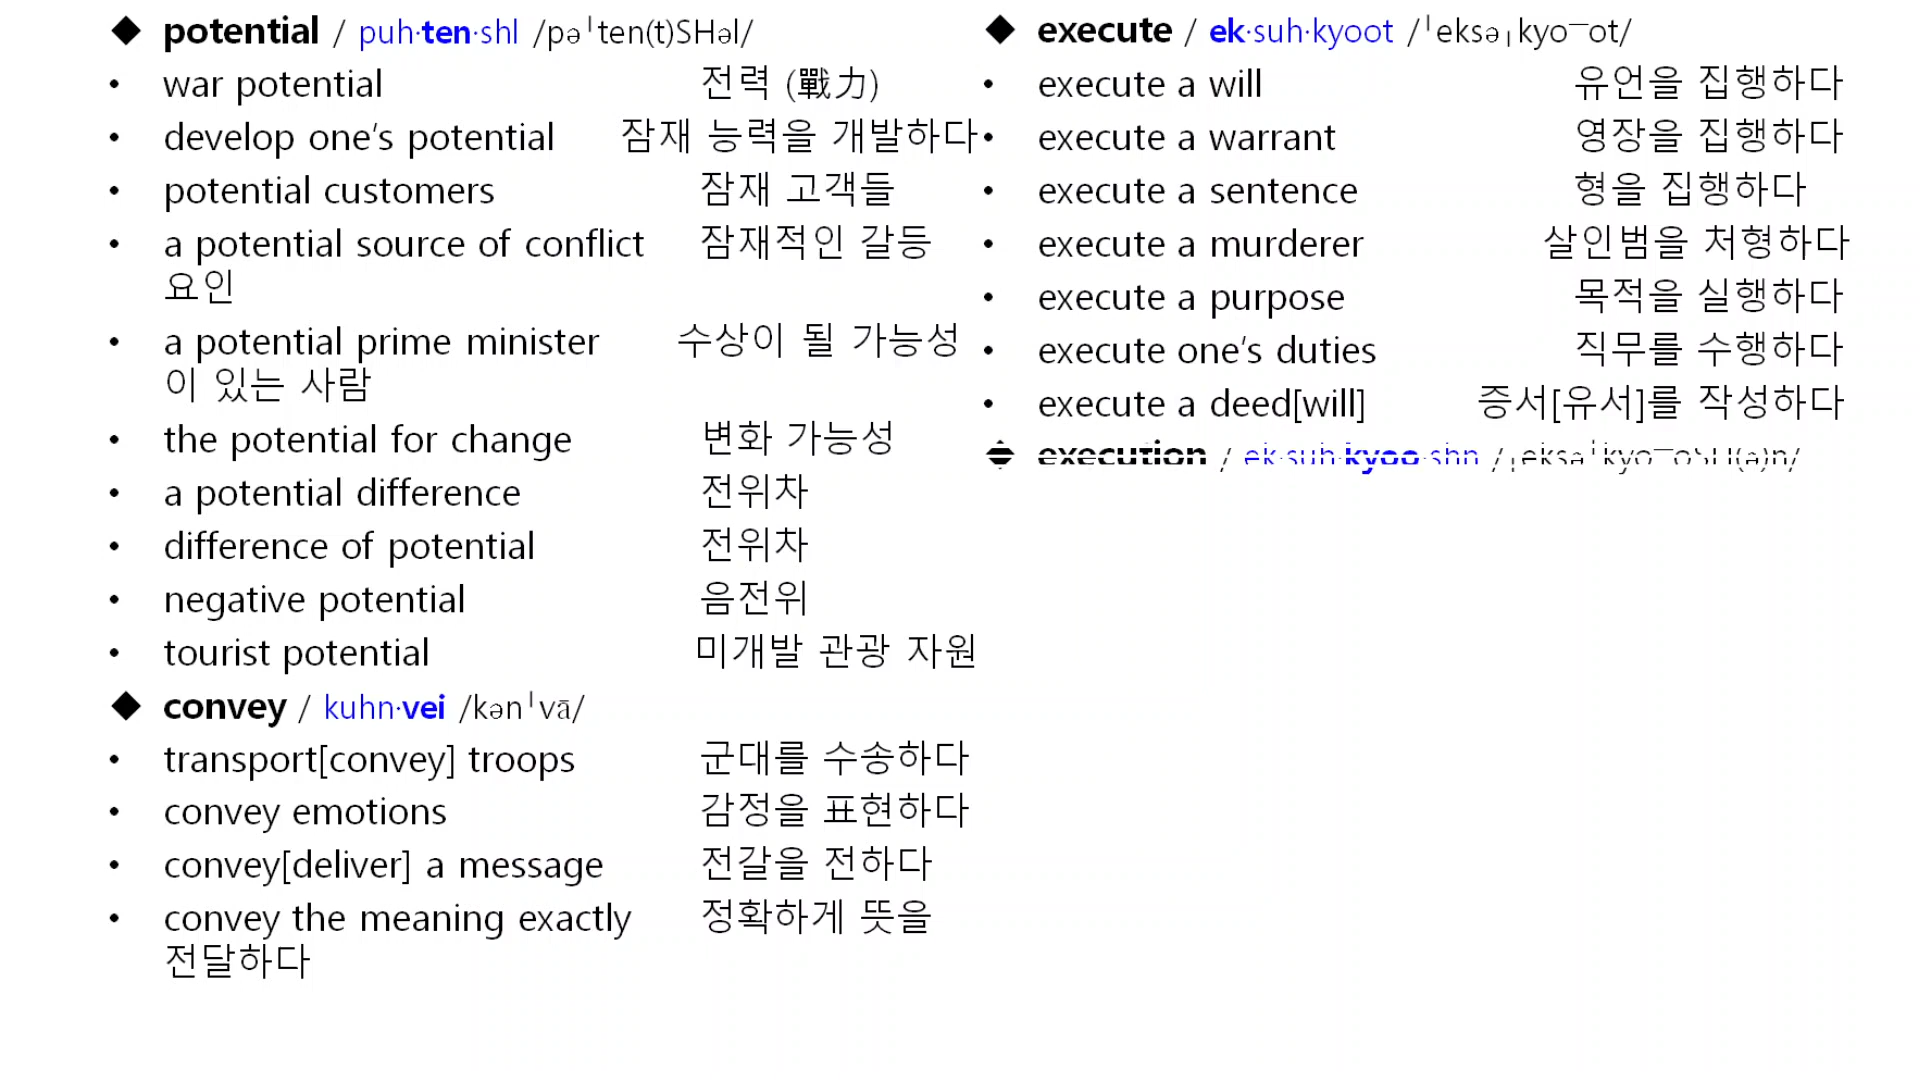 ◆ potential / puh·ten·shl /pəˈten(t)SHəl/
• war potential 전력 (戰力)
• develop one's potential 잠재 능력을 개발하다
• potential customers 잠재 고객들
• a potential source of conflict 잠재적인 갈등
요인
• a potential prime minister 수상이 될 가능성
이 있는 사람
• the potential for change 변화 가능성
• a potential difference 전위차
• difference of potential 전위차
• negative potential 음전위
• tourist potential 미개발 관광 자원
◆ convey / kuhn·vei /kənˈvā/
• transport[convey] troops 군대를 수송하다
• convey emotions 감정을 표현하다
• convey[deliver] a message 전갈을 전하다
• convey the meaning exactly 정확하게 뜻을
전달하다
◆ execute / ek·suh·kyoot /ˈeksəˌkyo͞ot/
• execute a will 유언을 집행하다
• execute a warrant 영장을 집행하다
• execute a sentence 형을 집행하다
• execute a murderer 살인범을 처형하다
• execute a purpose 목적을 실행하다
• execute one's duties 직무를 수행하다
• execute a deed[will] 증서[유서]를 작성하다
◆ execution / ek·suh·kyoo·shn /ˌeksəˈkyo͞oSH(ə)n/